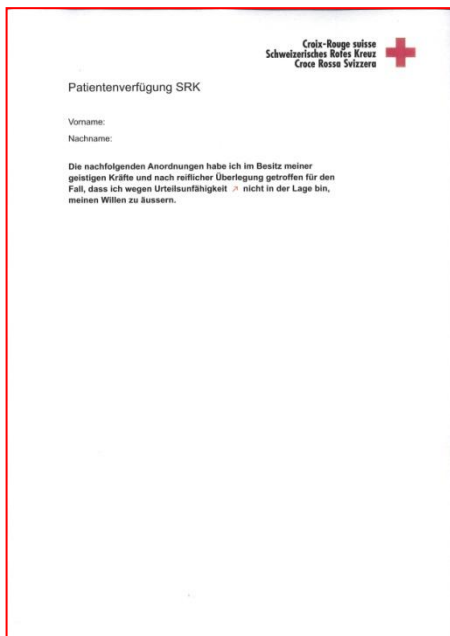 Croix-Rouge suisse
Schweizerisches Rotes Kreuz
Croce Rossa Svizzera
Patientenverfügung SRK
Vorname:
Nachname:
Die nachfolgenden Anordnungen habe ich im Besitz meiner
geistigen Kräfte und nach reiflicher Überlegung getroffen für den
Fall, dass ich wegen Urteilsunfähigkeit ↗ nicht in der Lage bin,
meinen Willen zu äussern.